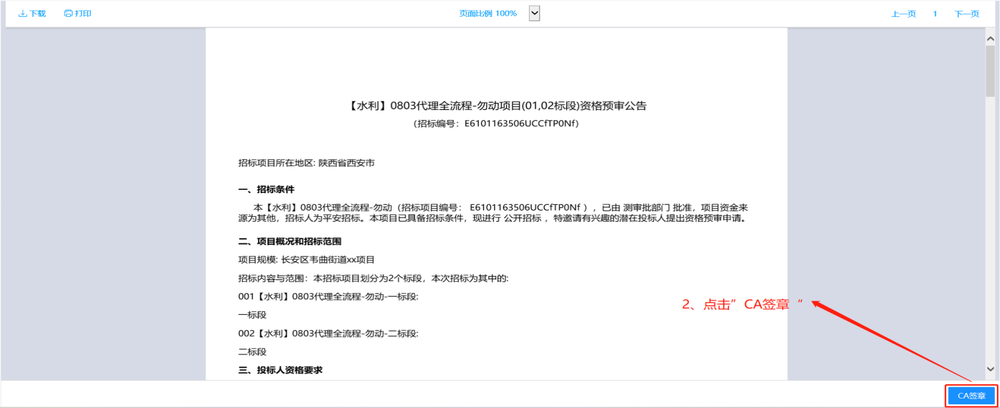 下载 打印 页面比例 100% 上一页 1 下一页
【水利】0803代理全流程-勿动项目(01,02标段)资格预审公告
（招标编号：E6101163506UCCfTP0Nf）
招标项目所在地区: 陕西省西安市
一、招标条件
本【水利】0803代理全流程-勿动（招标项目编号： E6101163506UCCfTP0Nf ），已由 测审批部门 批准，项目资金来
源为其他，招标人为平安招标。本项目已具备招标条件，现进行 公开招标 ，特邀请有兴趣的潜在投标人提出资格预审申请。
二、项目概况和招标范围
项目规模: 长安区韦曲街道xx项目
招标内容与范围：本招标项目划分为2个标段，本次招标为其中的:
001【水利】0803代理全流程-勿动-一标段:
2、点击”CA签章“
一标段
002【水利】0803代理全流程-勿动-二标段:
二标段
三、投标人资格要求
CA签章